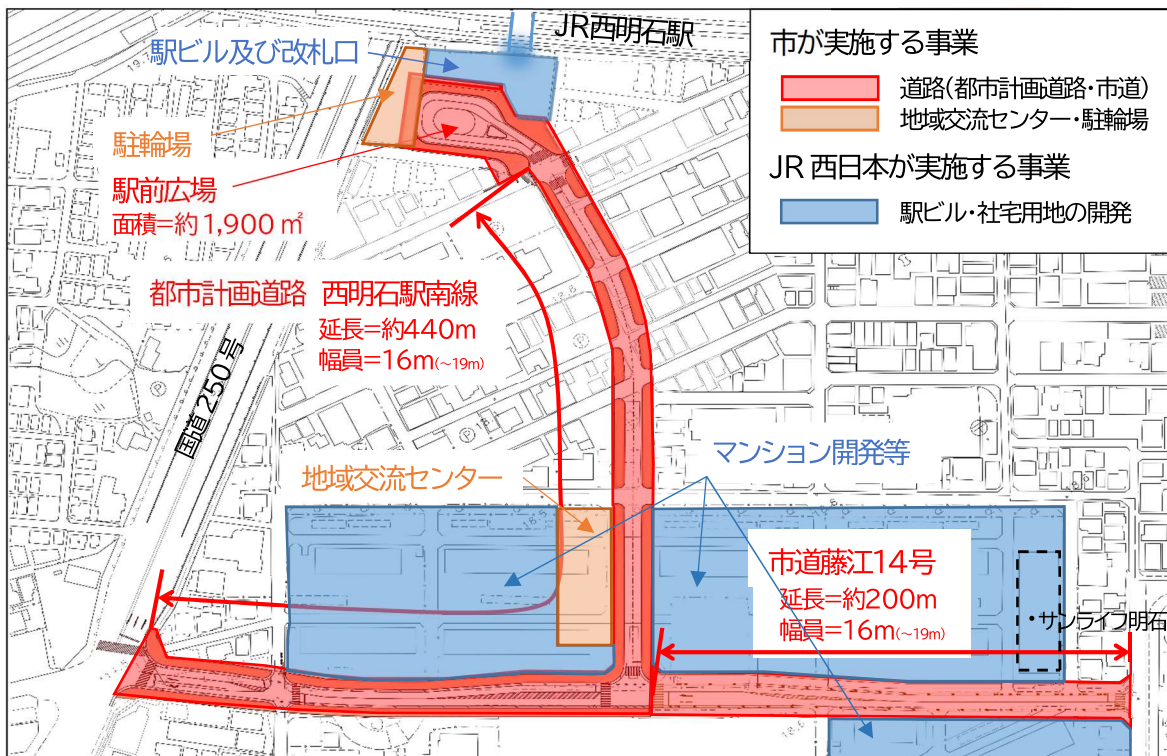 JR西明石駅
駅ビル及び改札口
駐輪場
駅前広場
面積=約1,900㎡
市が実施する事業
道路(都市計画道路・市道)
地域交流センター・駐輪場
JR西日本が実施する事業
駅ビル・社宅用地の開発
都市計画道路 西明石駅南線
延長=約440m
幅員=16m(~19m)
国道250号
地域交流センター
マンション開発等
市道藤江14号
延長=約200m
幅員=16m(~19m)
・サンライフ明石